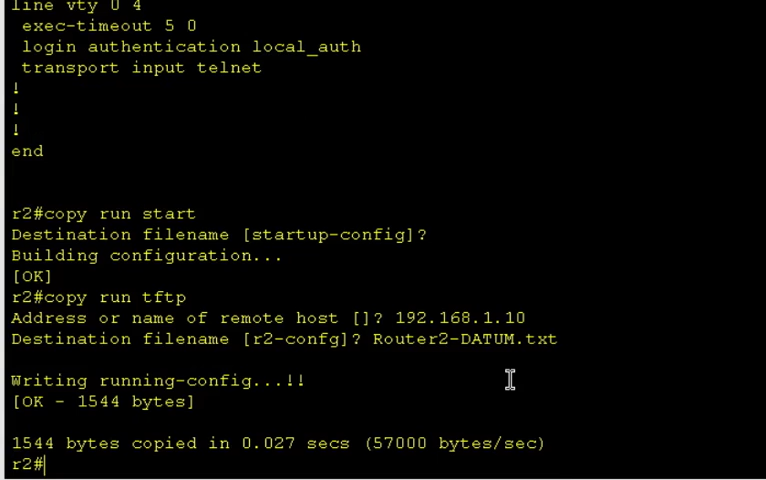 line vty 0 4
exec-timeout 5 0
login authentication local_auth
transport input telnet
!
!
!
end
r2#copy run start
Destination filename [startup-config]?
Building configuration...
[OK]
r2#copy run tftp
Address or name of remote host []? 192.168.1.10
Destination filename [r2-confg]? Router2-DATUM.txt
Writing running-config...!!
[OK - 1544 bytes]
1544 bytes copied in 0.027 secs (57000 bytes/sec)
r2#